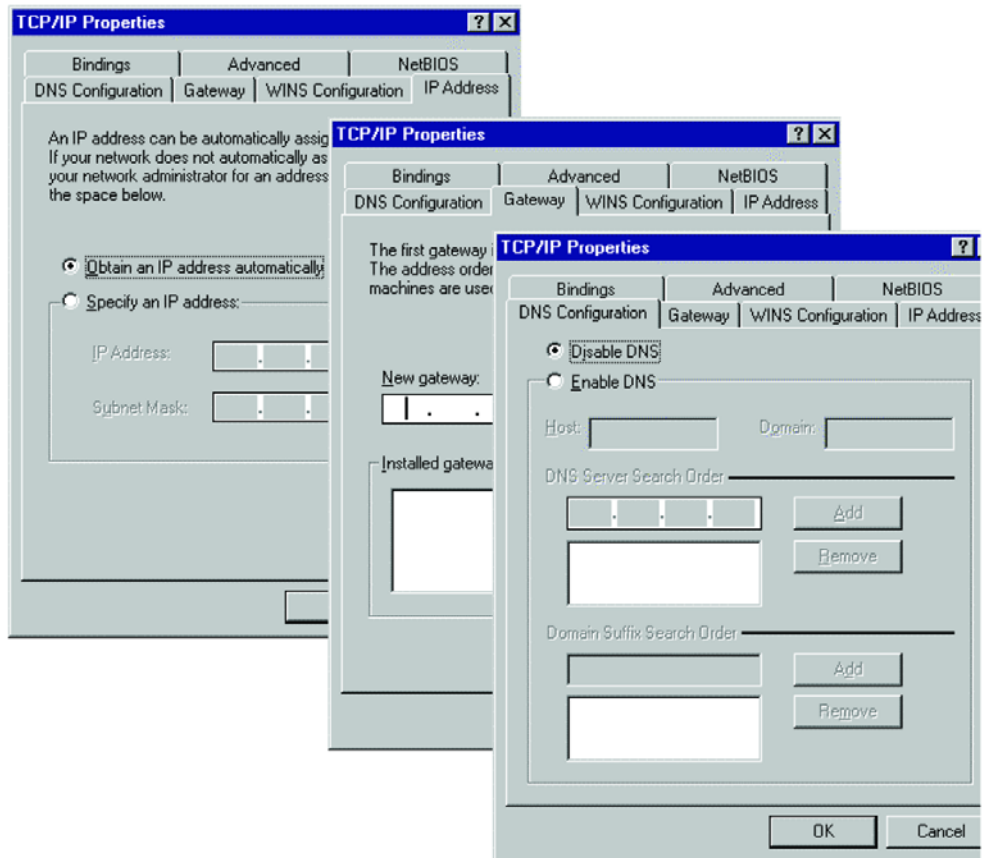 TCP/IP Properties
Bindings Advanced NetBIOS
DNS Configuration Gateway WINS Configuration IP Address
An IP address can be automatically assig
If your network does not automatically as
your network administrator for an address
the space below.
Obtain an IP address automatically
Specify an IP address:
IP Address:
Subnet Mask:
TCP/IP Properties
Bindings Advanced NetBIOS
DNS Configuration Gateway WINS Configuration IP Address
The first gateway i
The address order
machines are used
New gateway:
Installed gatewa
TCP/IP Properties
Bindings Advanced NetBIOS
DNS Configuration Gateway WINS Configuration IP Address
Disable DNS
Enable DNS
Host: Domain:
DNS Server Search Order
Add
Remove
Domain Suffix Search Order
Add
Remove
OK Cancel